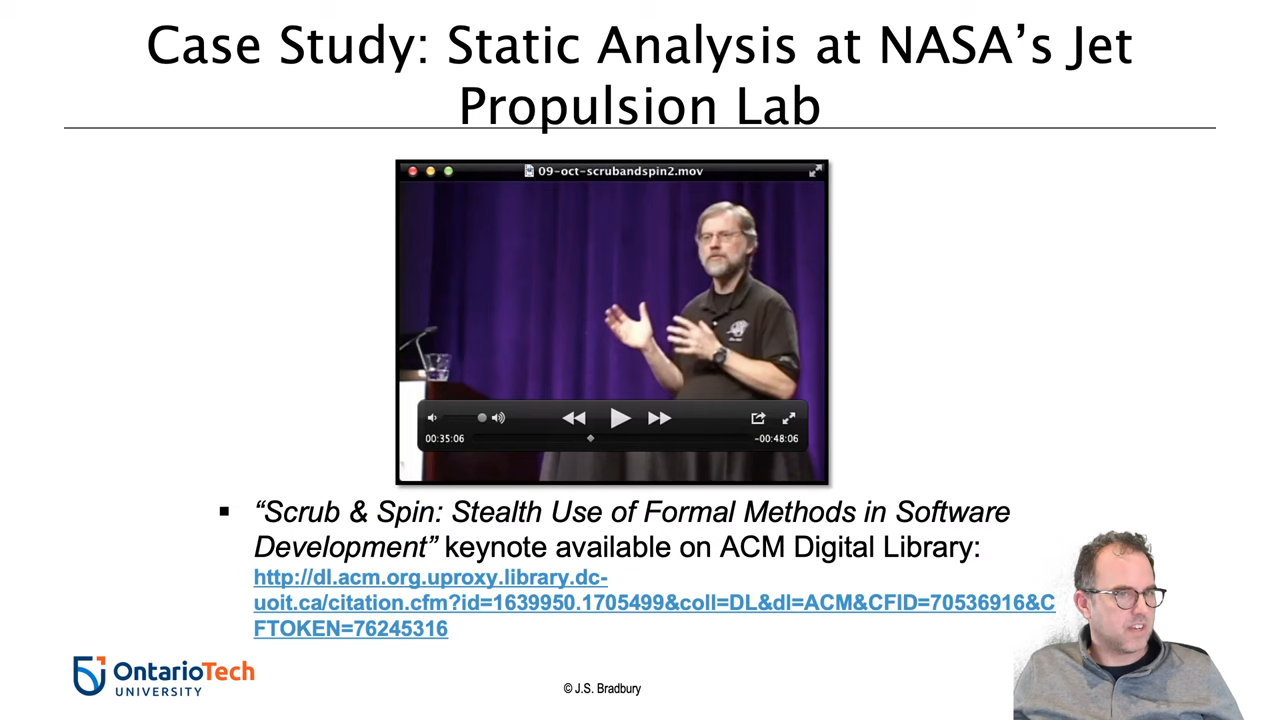 Case Study: Static Analysis at NASA’s Jet
Propulsion Lab
09-oct-scrubandspin2.mov
00:35:06
-00:48:06
▪ “Scrub & Spin: Stealth Use of Formal Methods in Software
Development” keynote available on ACM Digital Library:
http://dl.acm.org.uproxy.library.dc-
uoit.ca/citation.cfm?id=1639950.1705499&coll=DL&dl=ACM&CFID=70536916&C
FTOKEN=76245316
OntarioTech
UNIVERSITY
© J.S. Bradbury